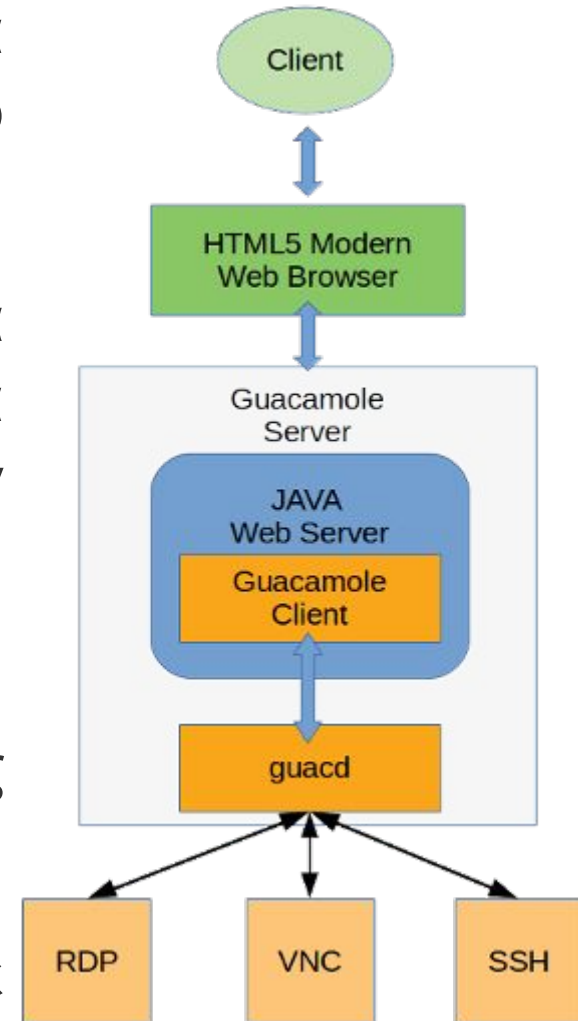 Client
HTML5 Modern
Web Browser
Guacamole
Server
JAVA
Web Server
Guacamole
Client
guacd
RDP
VNC
SSH